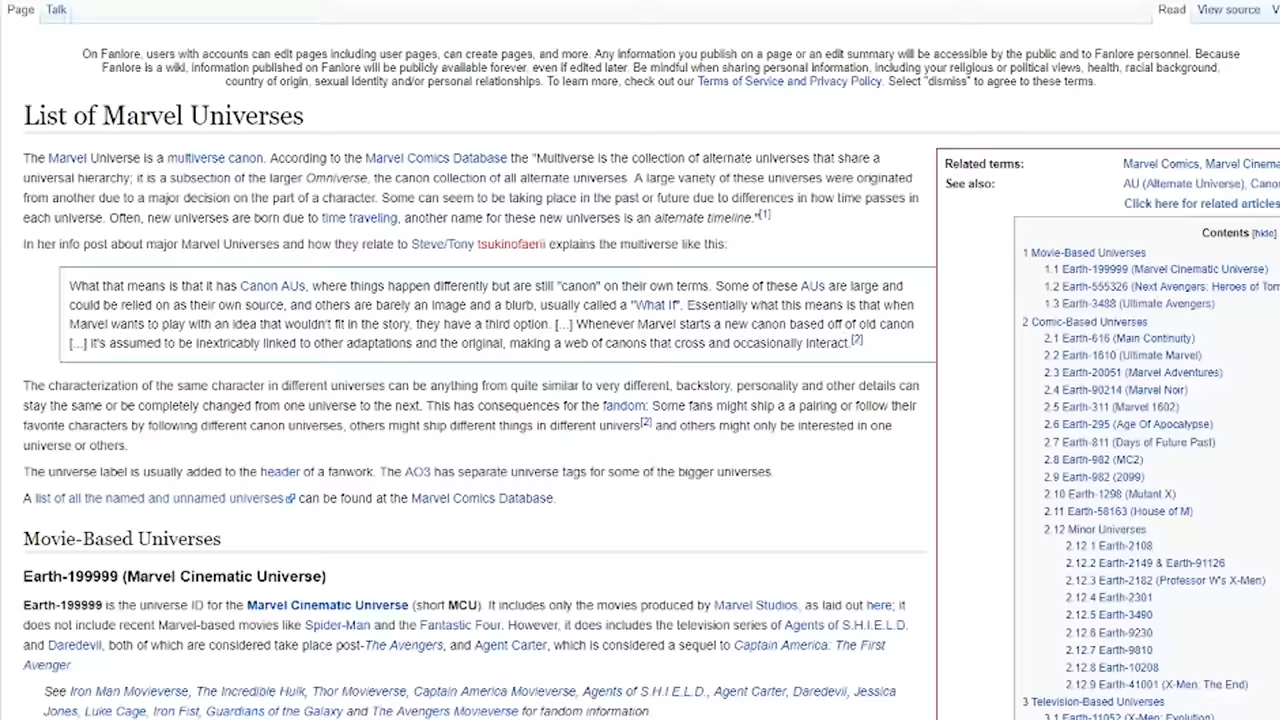 Page Talk Read View source
On Fanlore, users with accounts can edit pages including user pages, can create pages, and more. Any information you publish on a page or an edit summary will be accessible by the public and to Fanlore personnel. Because
Fanlore is a wiki, information published on Fanlore will be publicly available forever, even if edited later. Be mindful when sharing personal information, including your religious or political views, health, racial background,
country of origin, sexual identity and/or personal relationships. To learn more, check out our Terms of Service and Privacy Policy. Select "dismiss" to agree to these terms.
List of Marvel Universes
The Marvel Universe is a multiverse canon. According to the Marvel Comics Database the "Multiverse is the collection of alternate universes that share a
universal hierarchy; it is a subsection of the larger Omniverse, the canon collection of all alternate universes. A large variety of these universes were originated
from another due to a major decision on the part of a character. Some can seem to be taking place in the past or future due to differences in how time passes in
each universe. Often, new universes are born due to time traveling, another name for these new universes is an alternate timeline."[1]
In her info post about major Marvel Universes and how they relate to Steve/Tony tsukinofaerii explains the multiverse like this:
What that means is that it has Canon AUs, where things happen differently but are still "canon" on their own terms. Some of these AUs are large and
could be relied on as their own source, and others are barely an image and a blurb, usually called a "What If". Essentially what this means is that when
Marvel wants to play with an idea that wouldn't fit in the story, they have a third option. [...] Whenever Marvel starts a new canon based off of old canon
[...] it's assumed to be inextricably linked to other adaptations and the original, making a web of canons that cross and occasionally interact.[2]
The characterization of the same character in different universes can be anything from quite similar to very different, backstory, personality and other details can
stay the same or be completely changed from one universe to the next. This has consequences for the fandom: Some fans might ship a a pairing or follow their
favorite characters by following different canon universes, others might ship different things in different univers[2] and others might only be interested in one
universe or others.
The universe label is usually added to the header of a fanwork. The AO3 has separate universe tags for some of the bigger universes.
A list of all the named and unnamed universes can be found at the Marvel Comics Database.
Movie-Based Universes
Earth-199999 (Marvel Cinematic Universe)
Earth-199999 is the universe ID for the Marvel Cinematic Universe (short MCU). It includes only the movies produced by Marvel Studios, as laid out here; it
does not include recent Marvel-based movies like Spider-Man and the Fantastic Four. However, it does includes the television series of Agents of S.H.I.E.L.D.
and Daredevil, both of which are considered take place post-The Avengers, and Agent Carter, which is considered a sequel to Captain America: The First
Avenger.
See Iron Man Movieverse, The Incredible Hulk, Thor Movieverse, Captain America Movieverse, Agents of S.H.I.E.L.D., Agent Carter, Daredevil, Jessica
Jones, Luke Cage, Iron Fist, Guardians of the Galaxy and The Avengers Movieverse for fandom information.
Related terms: Marvel Comics, Marvel Cinema
See also: AU (Alternate Universe), Canon
Click here for related articles
Contents [hide]
1 Movie-Based Universes
1.1 Earth-199999 (Marvel Cinematic Universe)
1.2 Earth-555326 (Next Avengers: Heroes of Tom
1.3 Earth-3488 (Ultimate Avengers)
2 Comic-Based Universes
2.1 Earth-616 (Main Continuity)
2.2 Earth-1610 (Ultimate Marvel)
2.3 Earth-20051 (Marvel Adventures)
2.4 Earth-90214 (Marvel Noir)
2.5 Earth-311 (Marvel 1602)
2.6 Earth-295 (Age Of Apocalypse)
2.7 Earth-811 (Days of Future Past)
2.8 Earth-982 (MC2)
2.9 Earth-982 (2099)
2.10 Earth-1298 (Mutant X)
2.11 Earth-58163 (House of M)
2.12 Minor Universes
2.12.1 Earth-2108
2.12.2 Earth-2149 & Earth-91126
2.12.3 Earth-2182 (Professor W's X-Men)
2.12.4 Earth-2301
2.12.5 Earth-3490
2.12.6 Earth-9230
2.12.7 Earth-9810
2.12.8 Earth-10208
2.12.9 Earth-41001 (X-Men: The End)
3 Television-Based Universes
3.1 Earth-11052 (X-Men: Evolution)